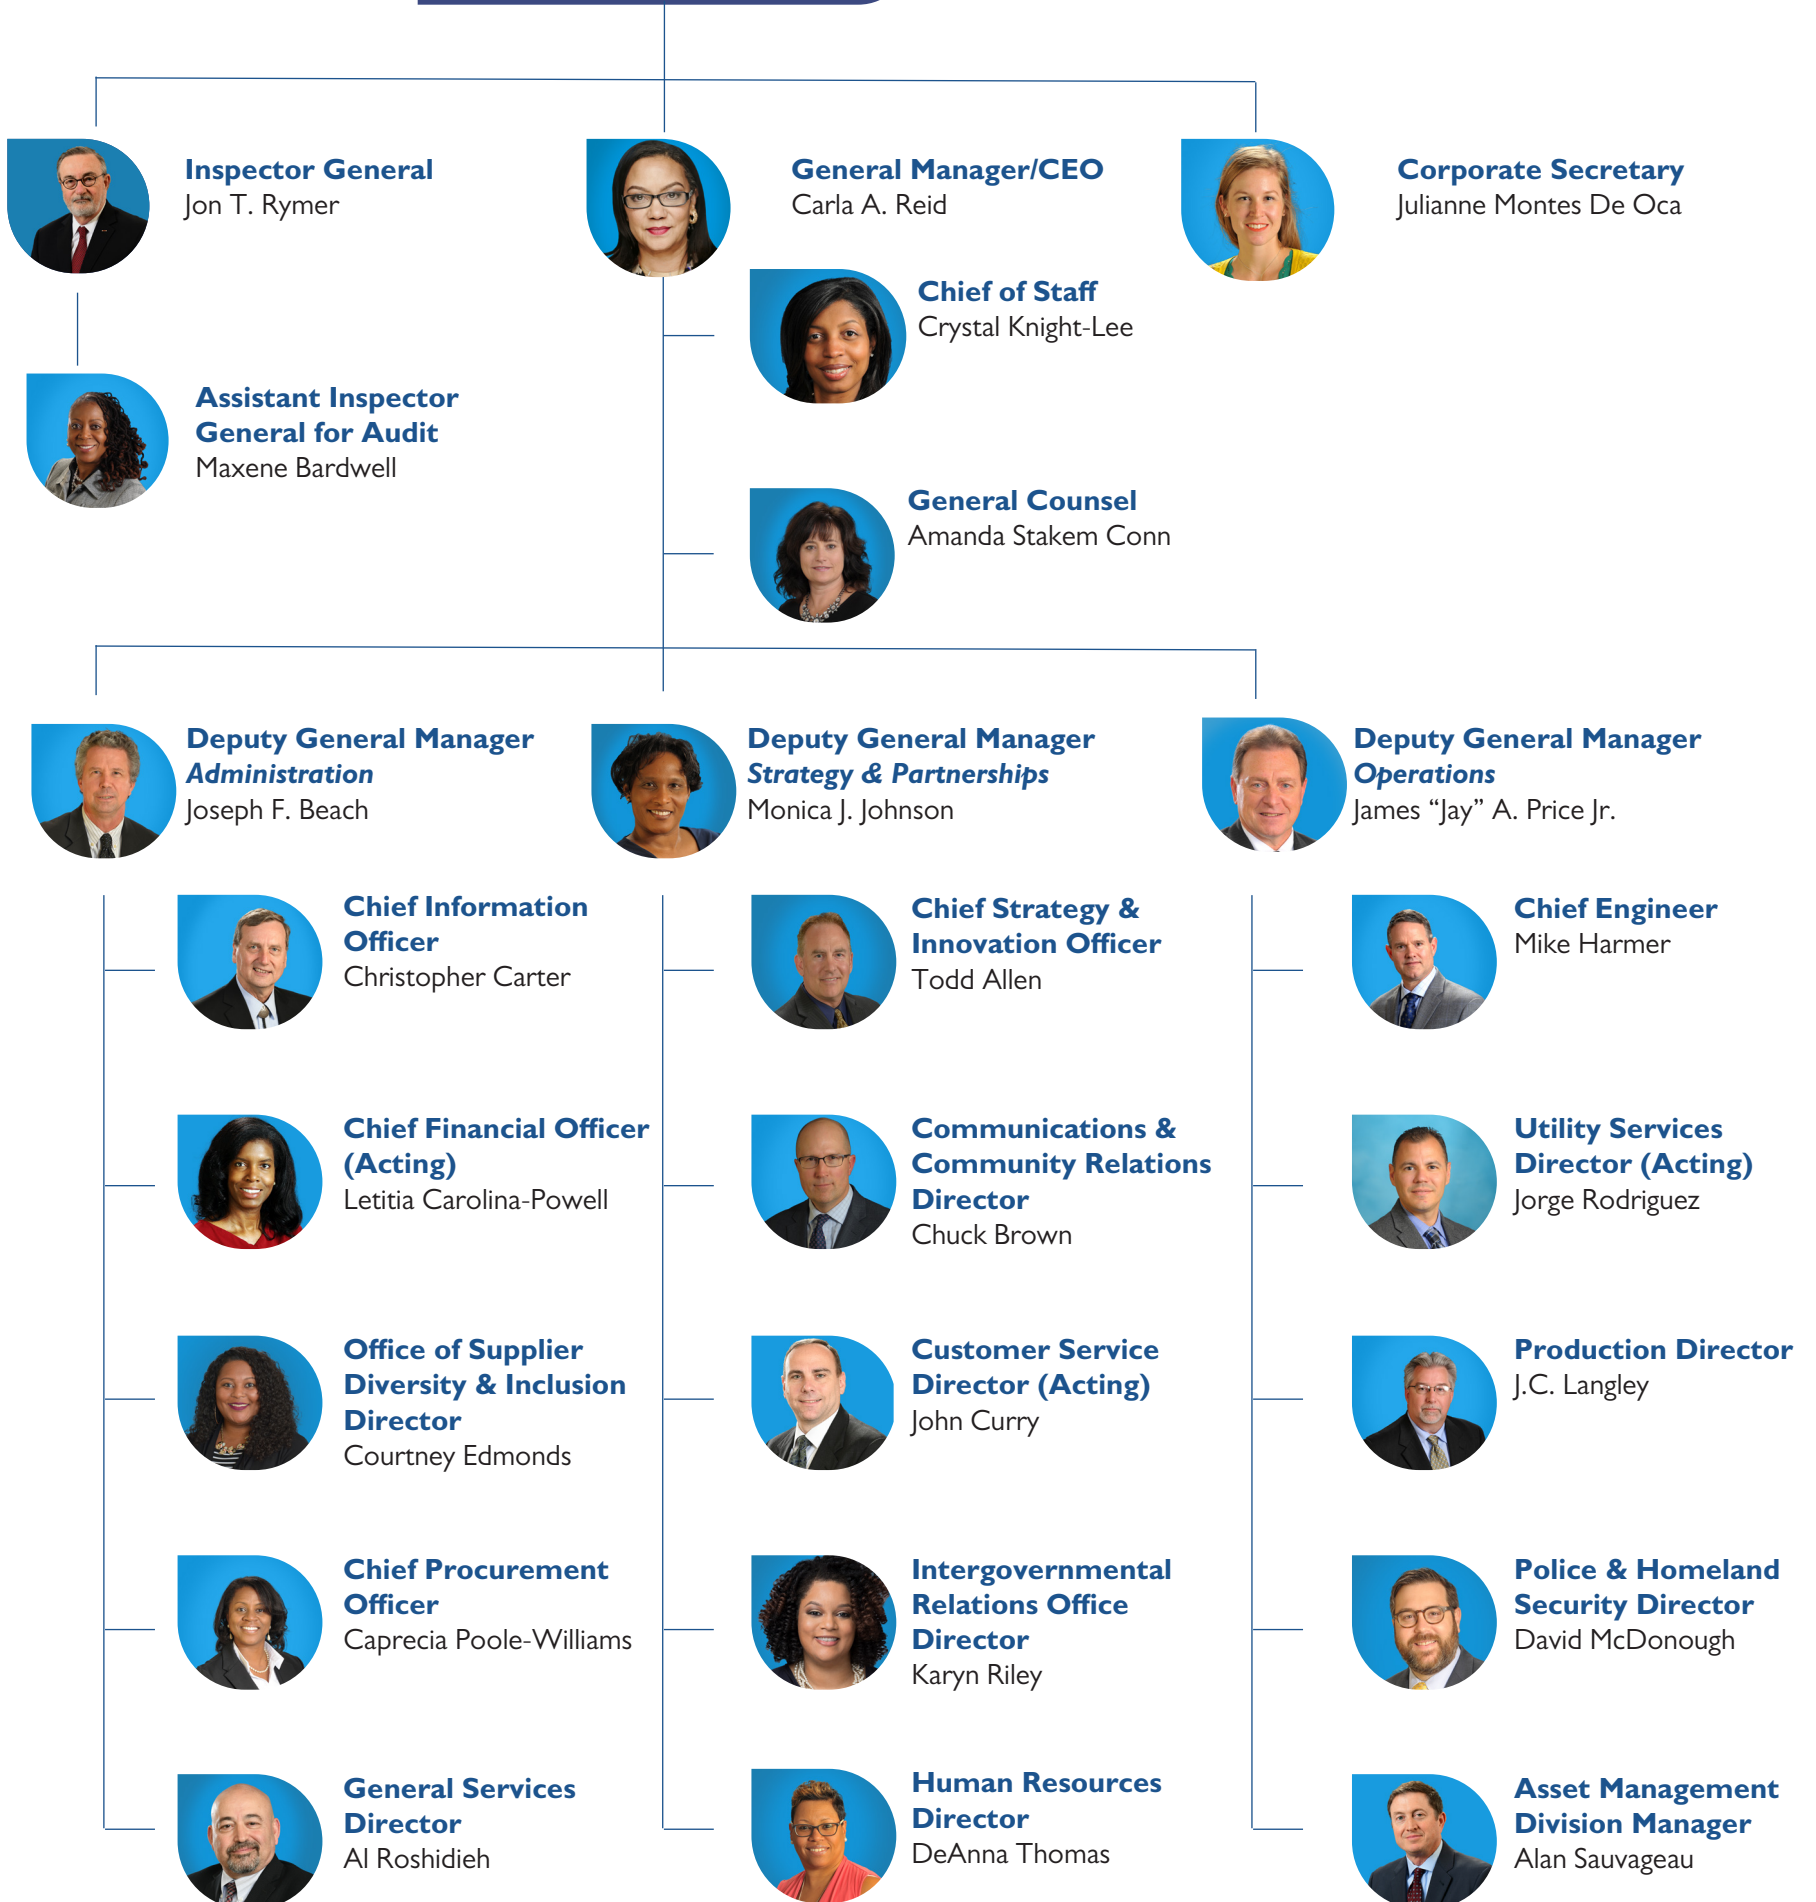 Inspector General
Jon T. Rymer
General Manager/CEO
Carla A. Reid
Corporate Secretary
Julianne Montes De Oca
Chief of Staff
Crystal Knight-Lee
Assistant Inspector
General for Audit
Maxene Bardwell
General Counsel
Amanda Stakem Conn
Deputy General Manager
Administration
Joseph F. Beach
Deputy General Manager
Strategy & Partnerships
Monica J. Johnson
Deputy General Manager
Operations
James “Jay” A. Price Jr.
Chief Information
Officer
Christopher Carter
Chief Financial Officer
(Acting)
Letitia Carolina-Powell
Office of Supplier
Diversity & Inclusion
Director
Courtney Edmonds
Chief Procurement
Officer
Caprecia Poole-Williams
General Services
Director
Al Roshidieh
Chief Strategy &
Innovation Officer
Todd Allen
Communications &
Community Relations
Director
Chuck Brown
Customer Service
Director (Acting)
John Curry
Intergovernmental
Relations Office
Director
Karyn Riley
Human Resources
Director
DeAnna Thomas
Chief Engineer
Mike Harmer
Utility Services
Director (Acting)
Jorge Rodriguez
Production Director
J.C. Langley
Police & Homeland
Security Director
David McDonough
Asset Management
Division Manager
Alan Sauvageau